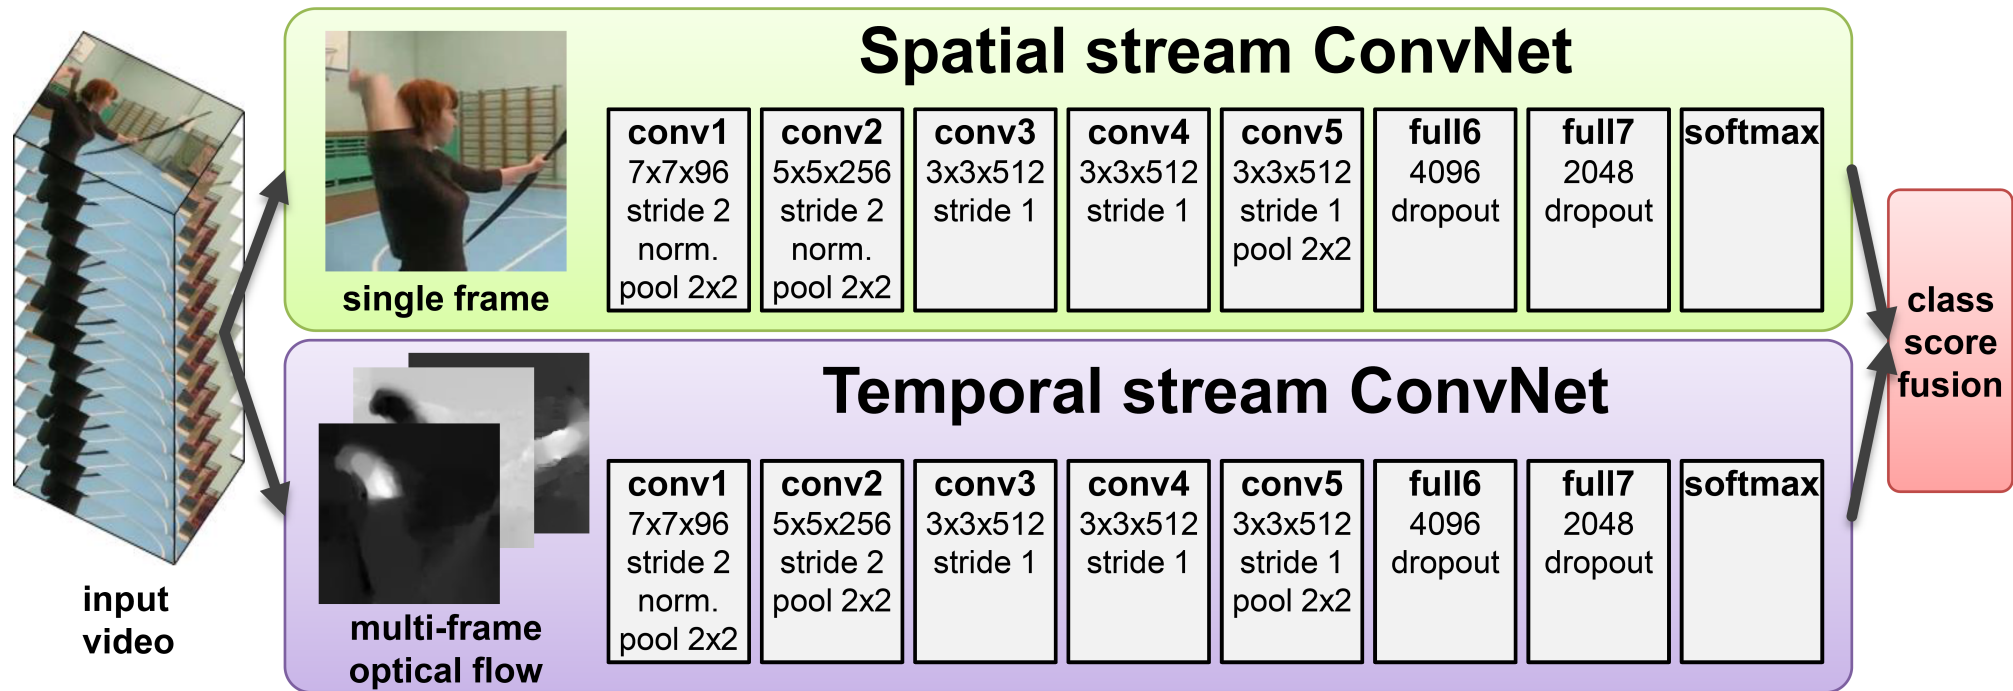 Spatial stream ConvNet
conv1
7x7x96
stride 2
norm.
pool 2x2
conv2
5x5x256
stride 2
norm.
pool 2x2
conv3
3x3x512
stride 1
conv4
3x3x512
stride 1
conv5
3x3x512
stride 1
pool 2x2
full6
4096
dropout
full7
2048
dropout
softmax
single frame
Temporal stream ConvNet
conv1
7x7x96
stride 2
norm.
pool 2x2
conv2
5x5x256
stride 2
pool 2x2
conv3
3x3x512
stride 1
conv4
3x3x512
stride 1
conv5
3x3x512
stride 1
pool 2x2
full6
4096
dropout
full7
2048
dropout
softmax
multi-frame
optical flow
input
video
class
score
fusion